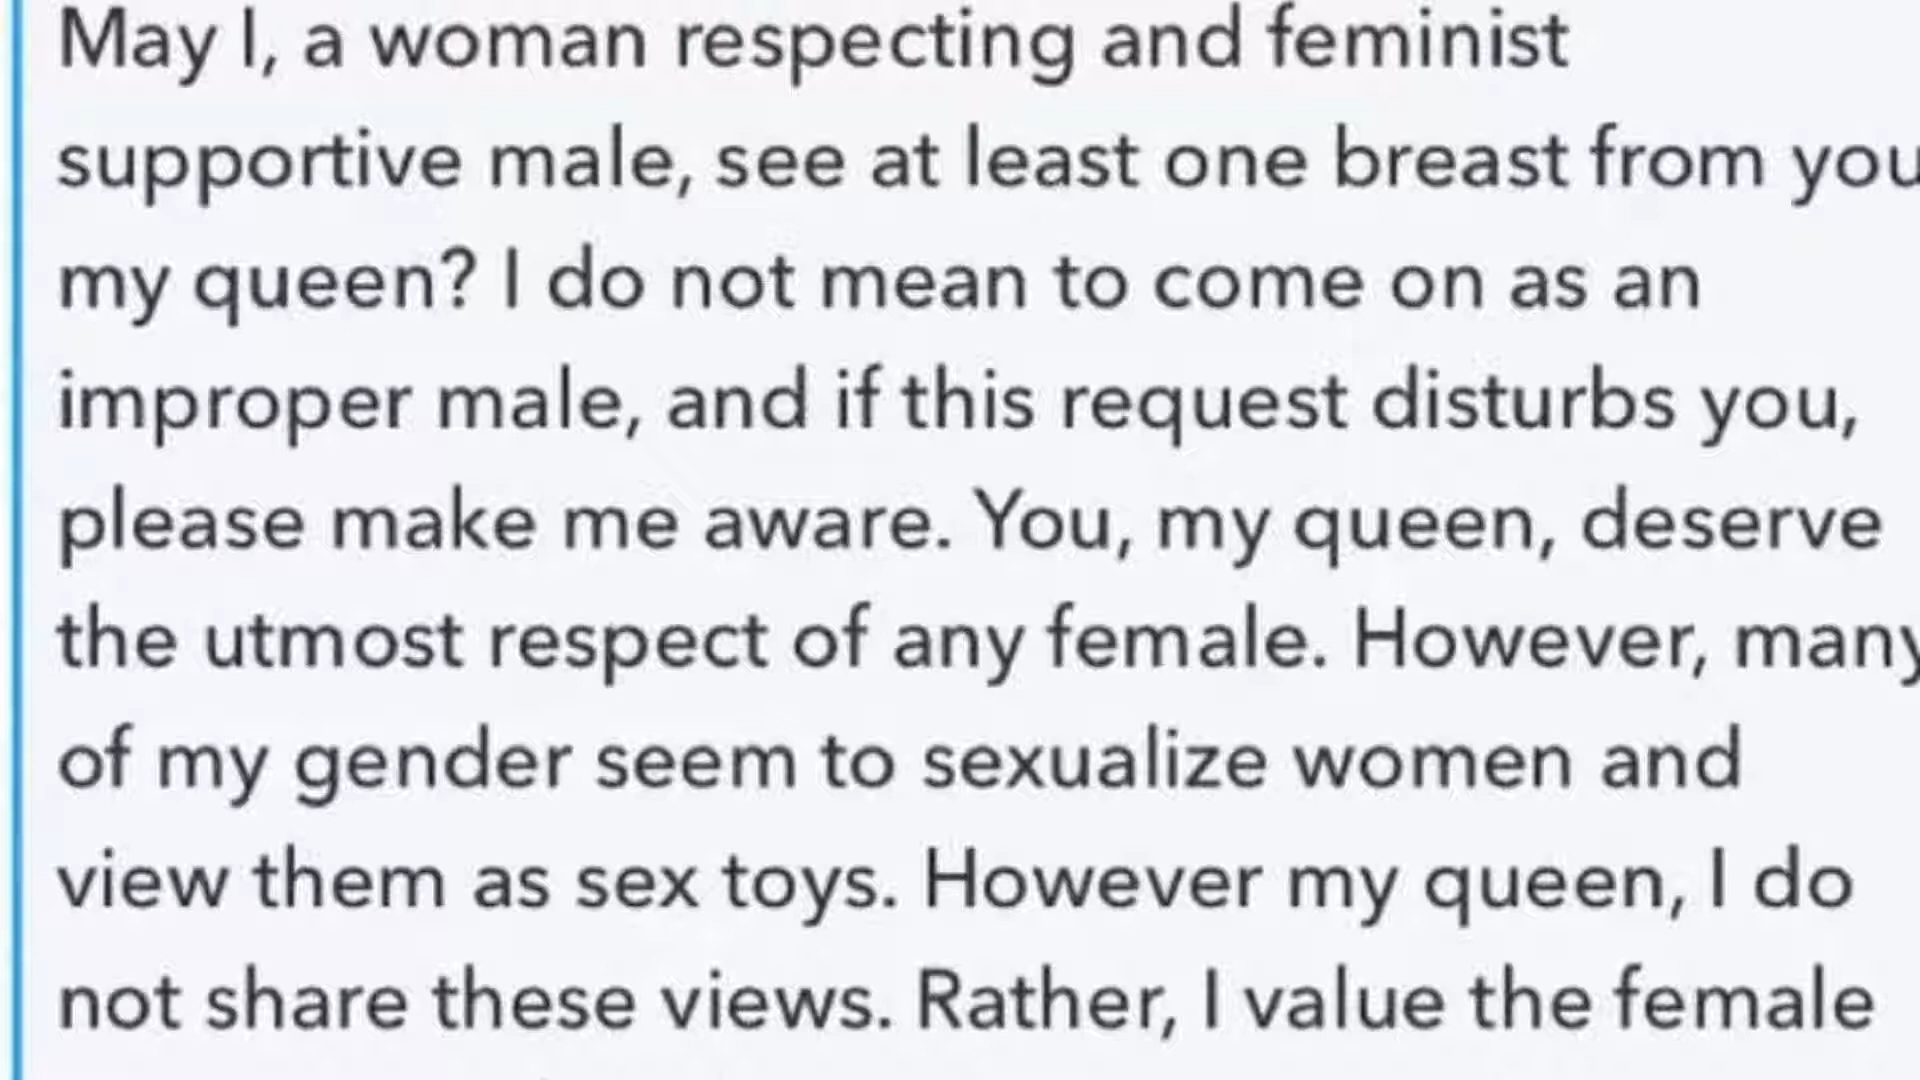 May I, a woman respecting and feminist
supportive male, see at least one breast from you
my queen? I do not mean to come on as an
improper male, and if this request disturbs you,
please make me aware. You, my queen, deserve
the utmost respect of any female. However, many
of my gender seem to sexualize women and
view them as sex toys. However my queen, I do
not share these views. Rather, I value the female